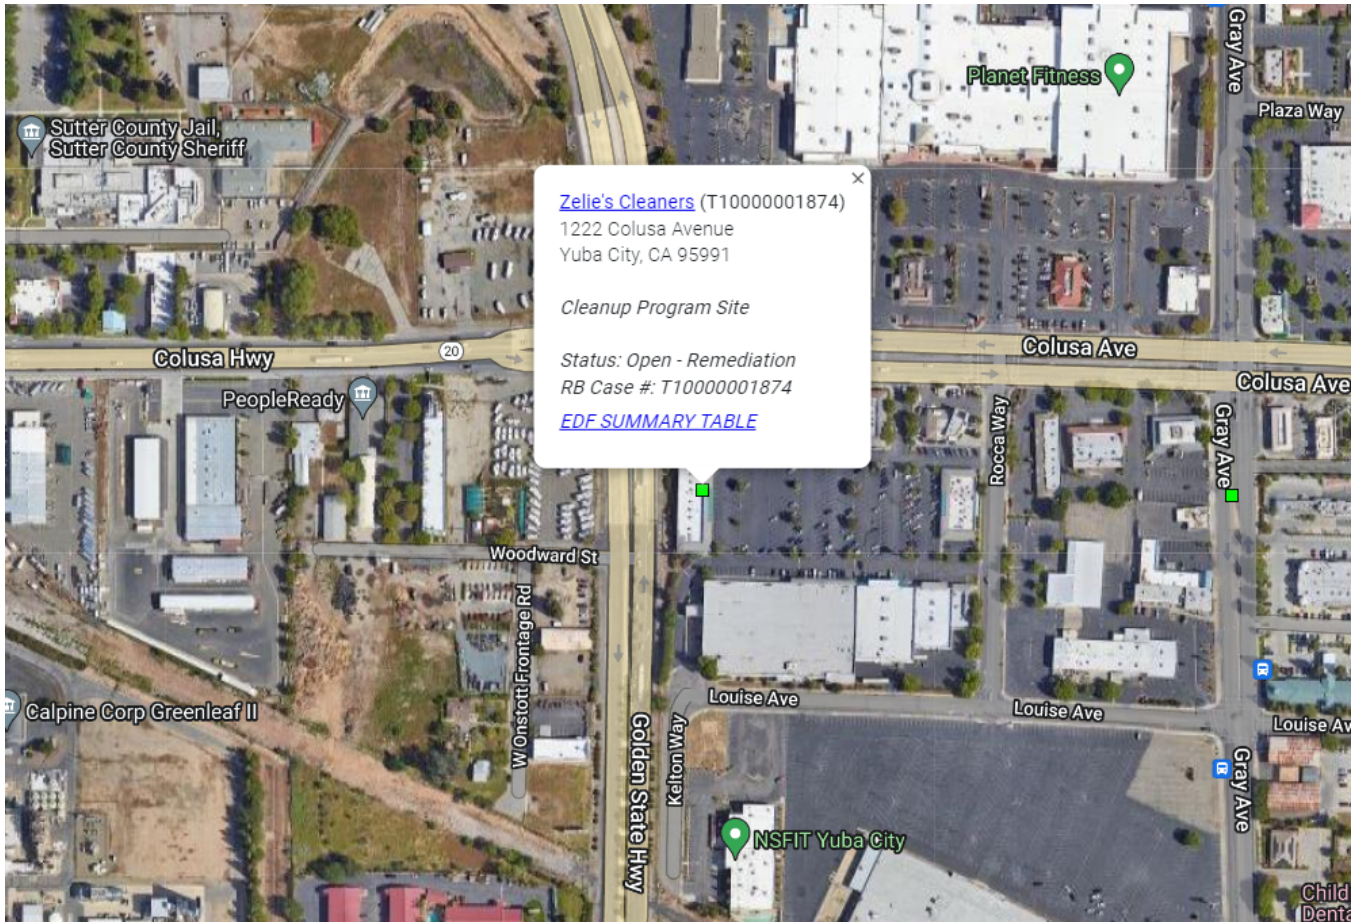 Gray Ave
Planet Fitness
Plaza Way
Sutter County Jail,
Sutter County Sheriff
Zelie's Cleaners (T10000001874)
1222 Colusa Avenue
Yuba City, CA 95991
Cleanup Program Site
Status: Open - Remediation
RB Case #: T10000001874
EDF SUMMARY TABLE
Colusa Hwy
20
Colusa Ave
Colusa Ave
PeopleReady
Rocca Way
Gray Ave
Woodward St
W Onstott Frontage Rd
Louise Ave
Louise Ave
Louise Av
Calpine Corp Greenleaf II
Golden State Hwy
Kelton Way
Gray Ave
NSFIT Yuba City
Child
Denta